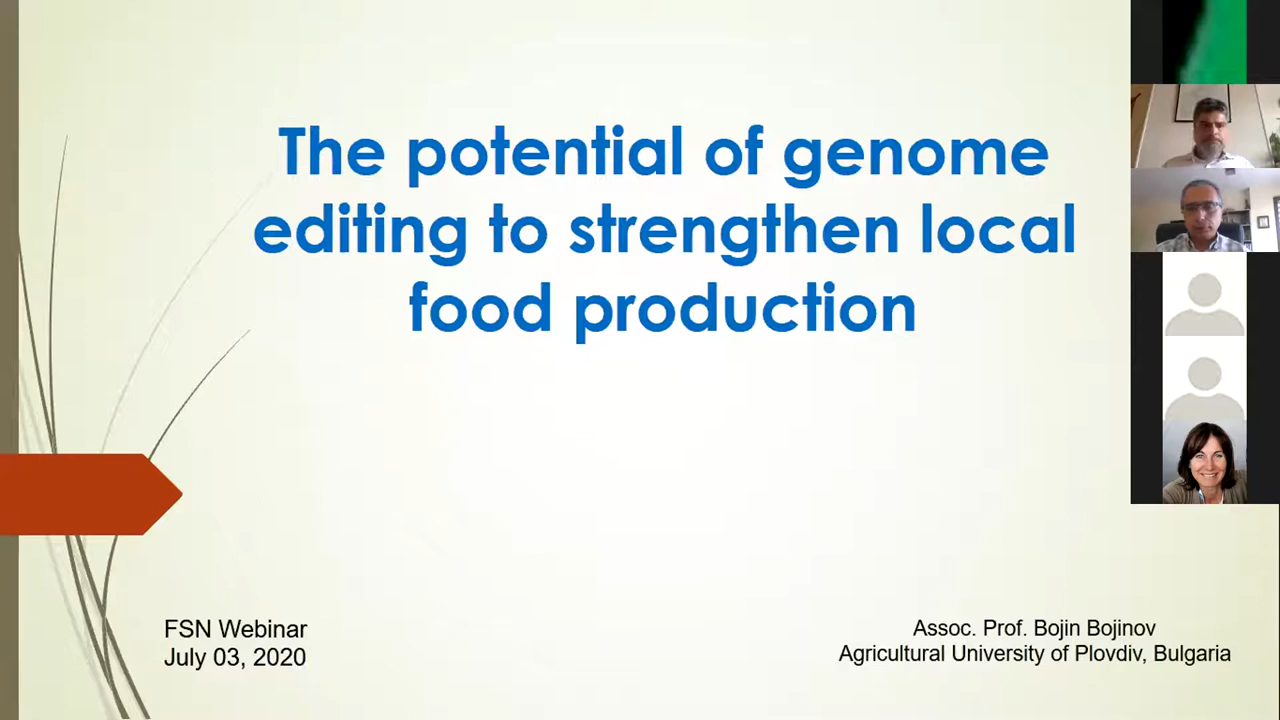 The potential of genome
editing to strengthen local
food production
FSN Webinar
July 03, 2020
Assoc. Prof. Bojin Bojinov
Agricultural University of Plovdiv, Bulgaria